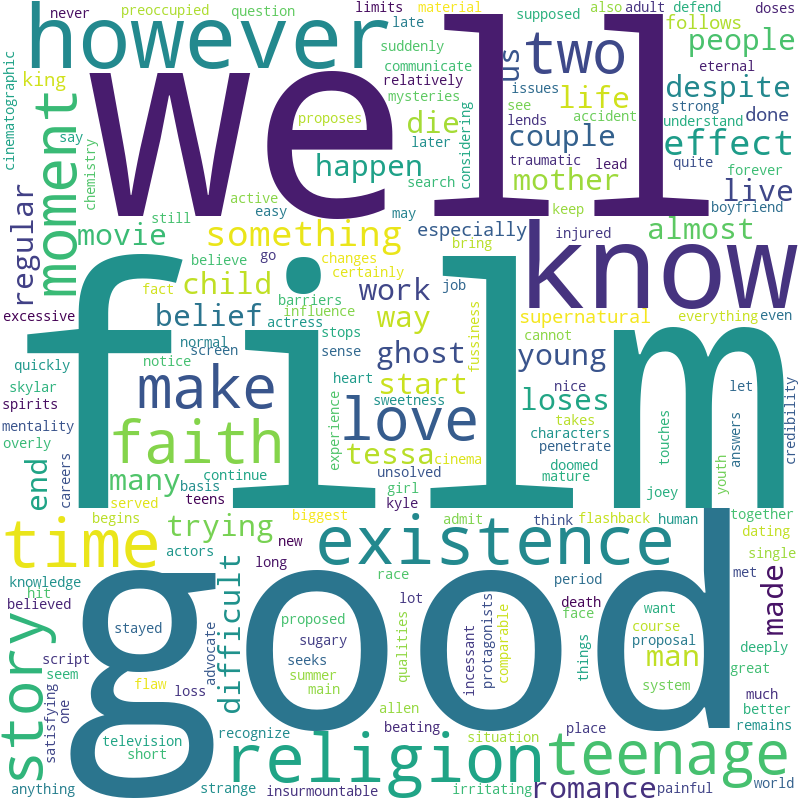 never
preoccupied
question
limits
material
also
adult
defend
doses
however
well
late
supposed
follows
two
us
people
cinematographic
king
suddenly
communicate
relatively
mysteries
issues
life
eternal
despite
strong
done
moment
say
chemistry
proposes
die
later
see
lends
considering
accident
understand
effect
couple
traumatic
lead
quite
happen
search
mother
forever
live
boyfriend
regular
active
easy
still
may
keep
movie
something
especially
injured
almost
bring
know
believe
go
changes
certainly
fact
child
barriers
influence
job
work
excessive
belief
actress
stops
way
fussiness
supernatural
everything
even
film
normal
screen
sense
cannot
quickly
notice
ghost
young
skylar
heart
start
nice
let
spirits
make
sweetness
loses
takes
credibility
love
characters
mentality
faith
experience
penetrate
touches
answers
overly
tessa
cinema
doomed
mature
youth
end
careers
many
basis
continue
unsolved
teens
girl
joey
served
kyle
begins
biggest
admit
think
flashback
human
together
time
trying
existence
dating
actors
new
long
single
knowledge
hit
believed
difficult
race
period
met
made
good
lot
death
face
want
story
stayed
proposed
sugary
advocate
qualities
incessant
protagonists
comparable
things
course
proposal
script
seem
seeks
man
deeply
great
flaw
loss
summer
main
system
satisfying
one
allen
much
better
remains
television
short
recognize
beating
situation
place
religion
teenage
anything
strange
insurmountable
irritating
romance
painful
world